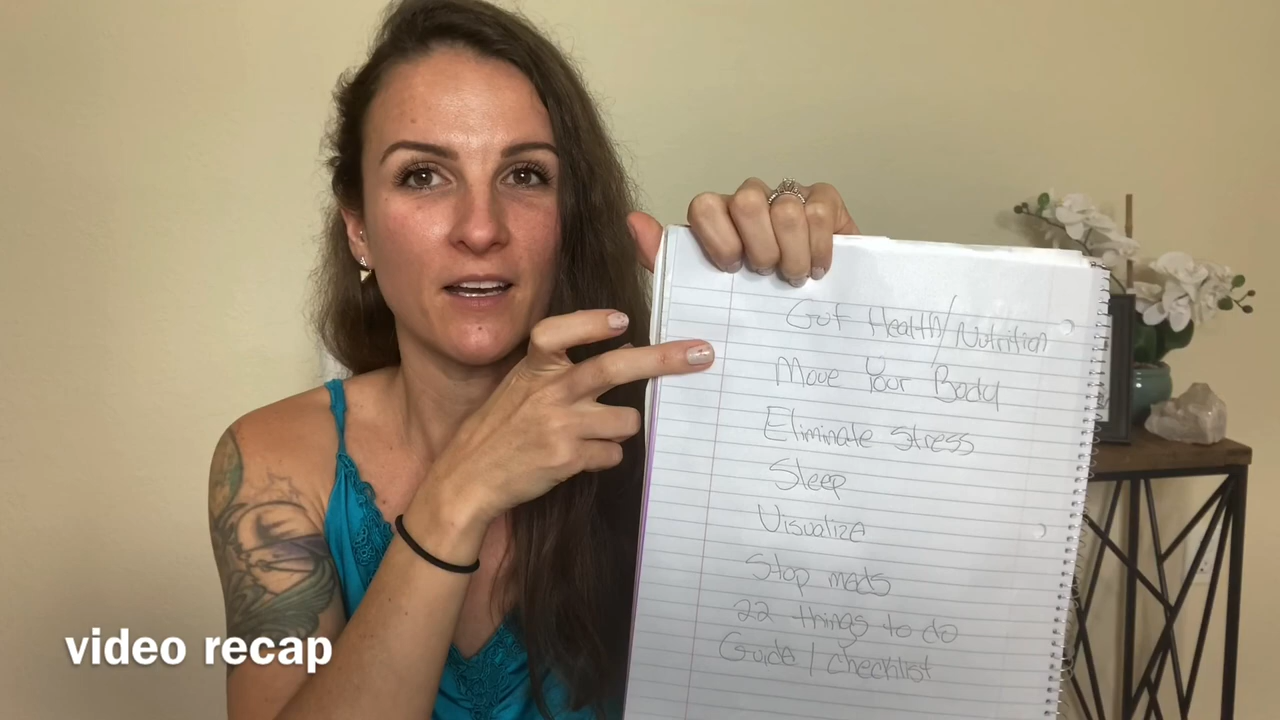 Gut Health/Nutrition
Move Your Body
Eliminate Stress
Sleep
Visualize
Stop meds
22 things to do
Guide / checklist
video recap